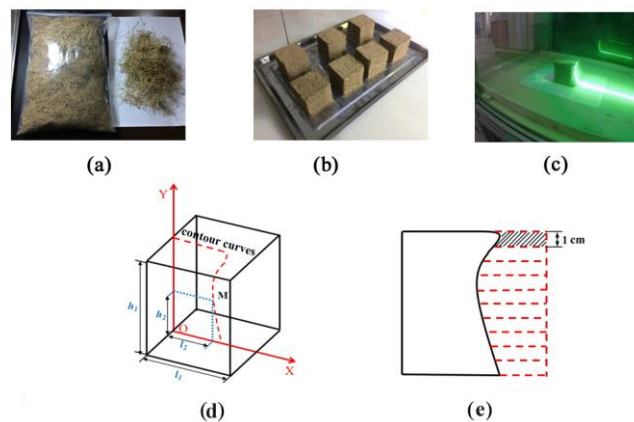 (a)
(b)
(c)
Y
contour curves
M
h1
h2
O
l2
l1
X
1 cm
(d)
(e)